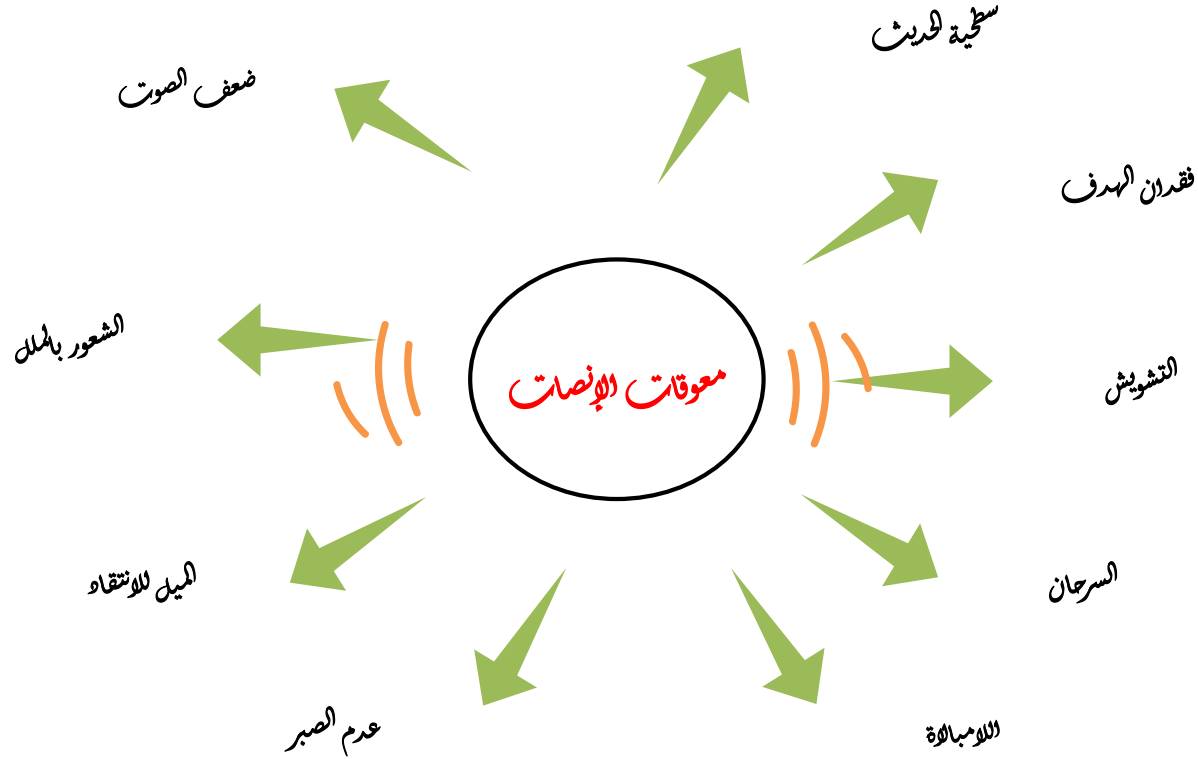 سطحية الحديث
ضعف الصوت
فقدان الهدف
الشعور بالملل
معوقات الإنصات
التشويش
الميل للانتقاد
السرحان
عدم الصبر
اللامبالاة